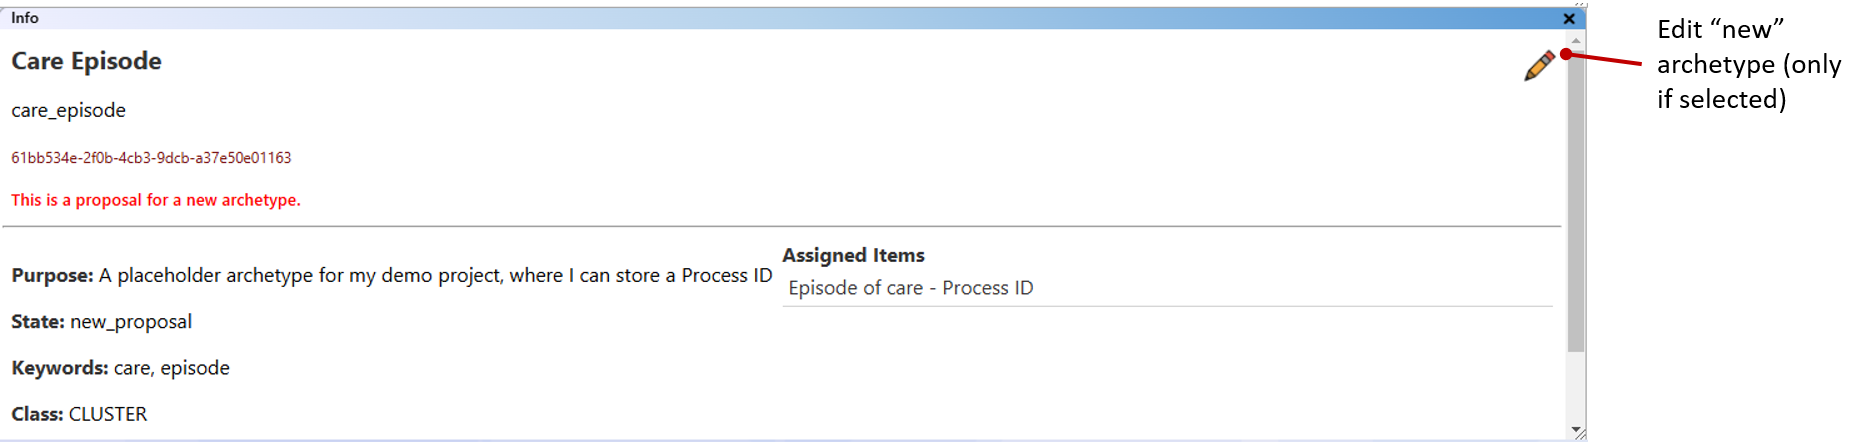 Info
Care Episode
care_episode
61bb534e-2f0b-4cb3-9dcb-a37e50e01163
This is a proposal for a new archetype.
Purpose: A placeholder archetype for my demo project, where I can store a Process ID
State: new_proposal
Keywords: care, episode
Class: CLUSTER
Assigned Items
Episode of care - Process ID
Edit “new”
archetype (only
if selected)